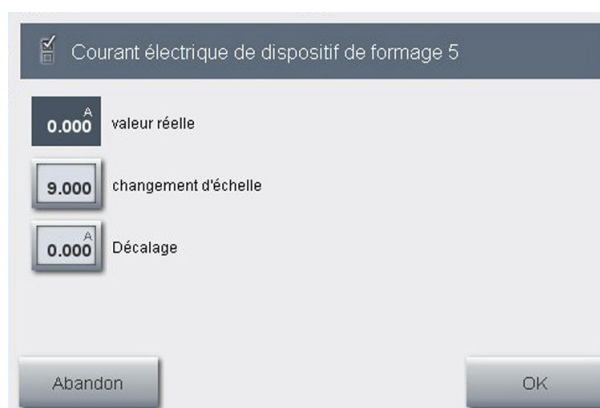 Courant électrique de dispositif de formage 5
A
0.000 valeur réelle
9.000 changement d'échelle
A
0.000 Décalage
Abandon OK